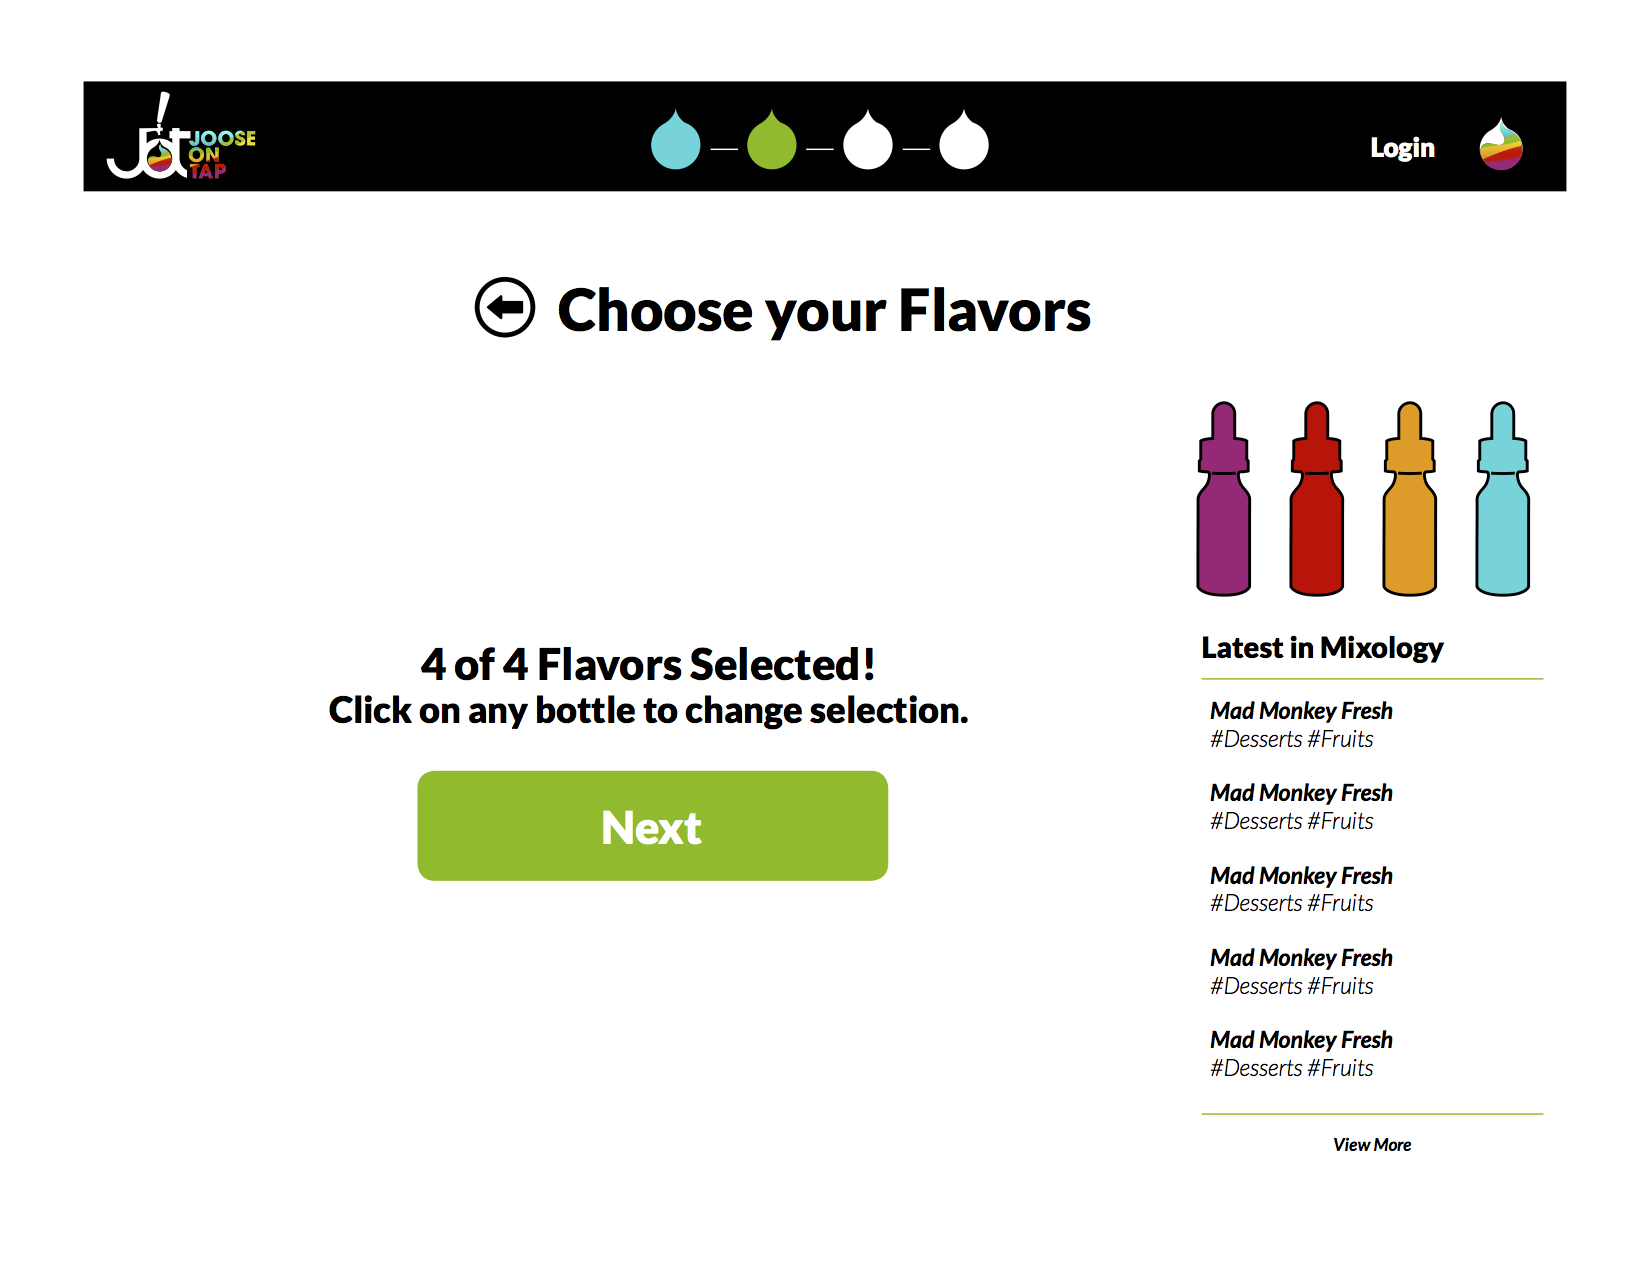 Jot
JOOSE
ON
TAP
Login
Choose your Flavors
4 of 4 Flavors Selected!
Click on any bottle to change selection.
Next
Latest in Mixology
Mad Monkey Fresh
#Desserts #Fruits
Mad Monkey Fresh
#Desserts #Fruits
Mad Monkey Fresh
#Desserts #Fruits
Mad Monkey Fresh
#Desserts #Fruits
Mad Monkey Fresh
#Desserts #Fruits
View More